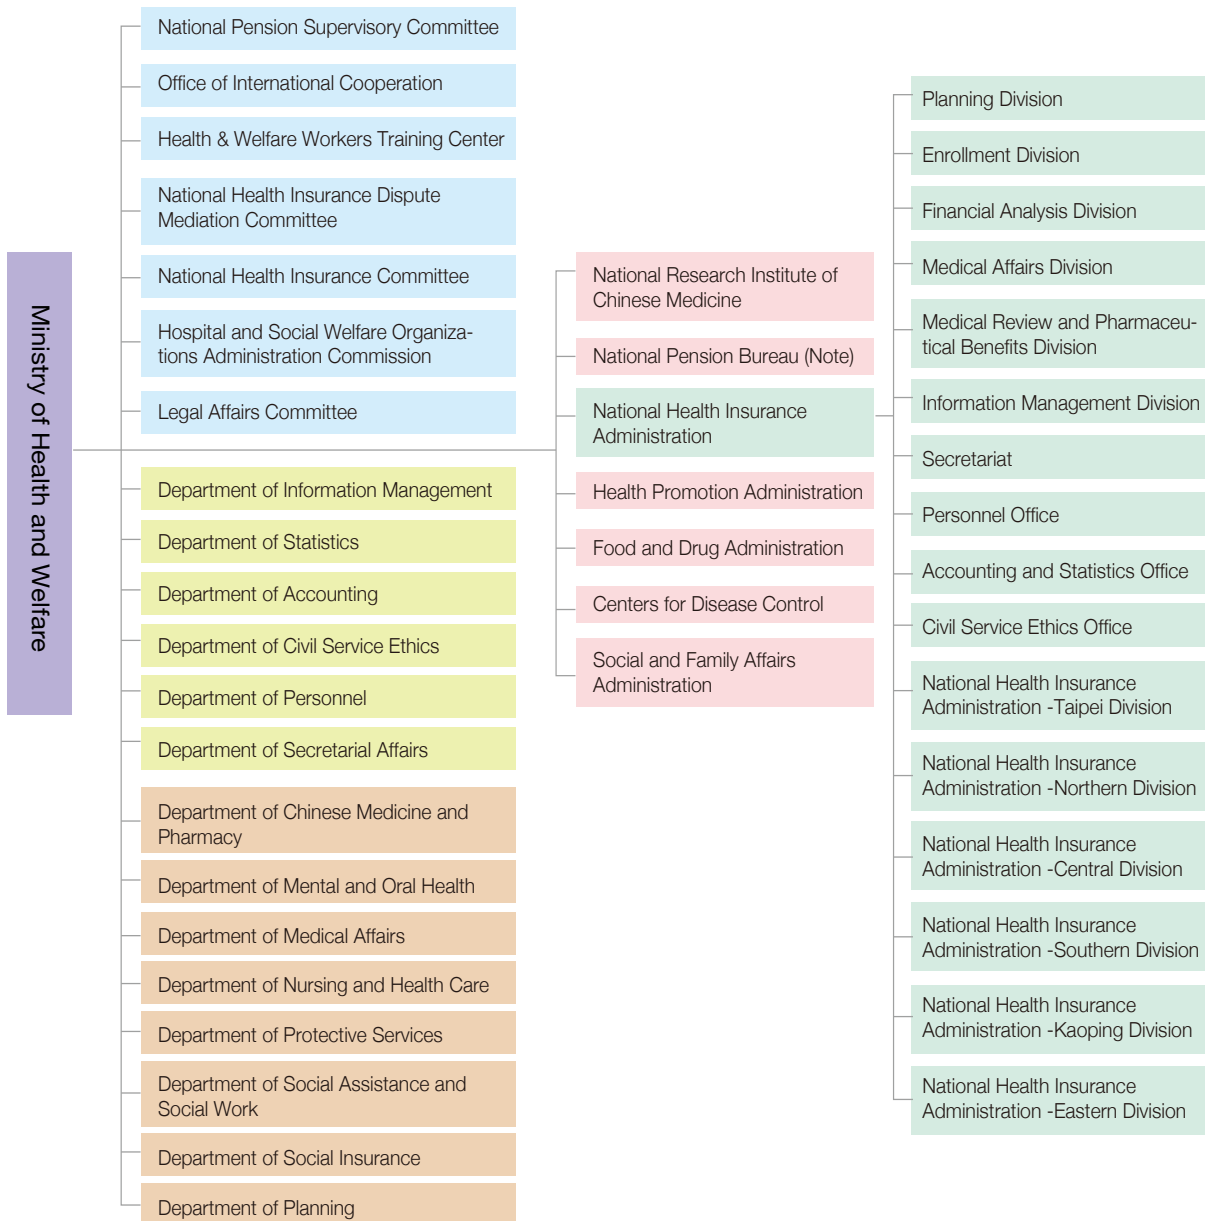 Ministry of Health and Welfare
National Pension Supervisory Committee
Office of International Cooperation
Health & Welfare Workers Training Center
National Health Insurance Dispute
Mediation Committee
National Health Insurance Committee
Hospital and Social Welfare Organiza-
tions Administration Commission
Legal Affairs Committee
Department of Information Management
Department of Statistics
Department of Accounting
Department of Civil Service Ethics
Department of Personnel
Department of Secretarial Affairs
Department of Chinese Medicine and
Pharmacy
Department of Mental and Oral Health
Department of Medical Affairs
Department of Nursing and Health Care
Department of Protective Services
Department of Social Assistance and
Social Work
Department of Social Insurance
Department of Planning
National Research Institute of
Chinese Medicine
National Pension Bureau (Note)
National Health Insurance
Administration
Health Promotion Administration
Food and Drug Administration
Centers for Disease Control
Social and Family Affairs
Administration
Planning Division
Enrollment Division
Financial Analysis Division
Medical Affairs Division
Medical Review and Pharmaceu-
tical Benefits Division
Information Management Division
Secretariat
Personnel Office
Accounting and Statistics Office
Civil Service Ethics Office
National Health Insurance
Administration -Taipei Division
National Health Insurance
Administration -Northern Division
National Health Insurance
Administration -Central Division
National Health Insurance
Administration -Southern Division
National Health Insurance
Administration -Kaoping Division
National Health Insurance
Administration -Eastern Division